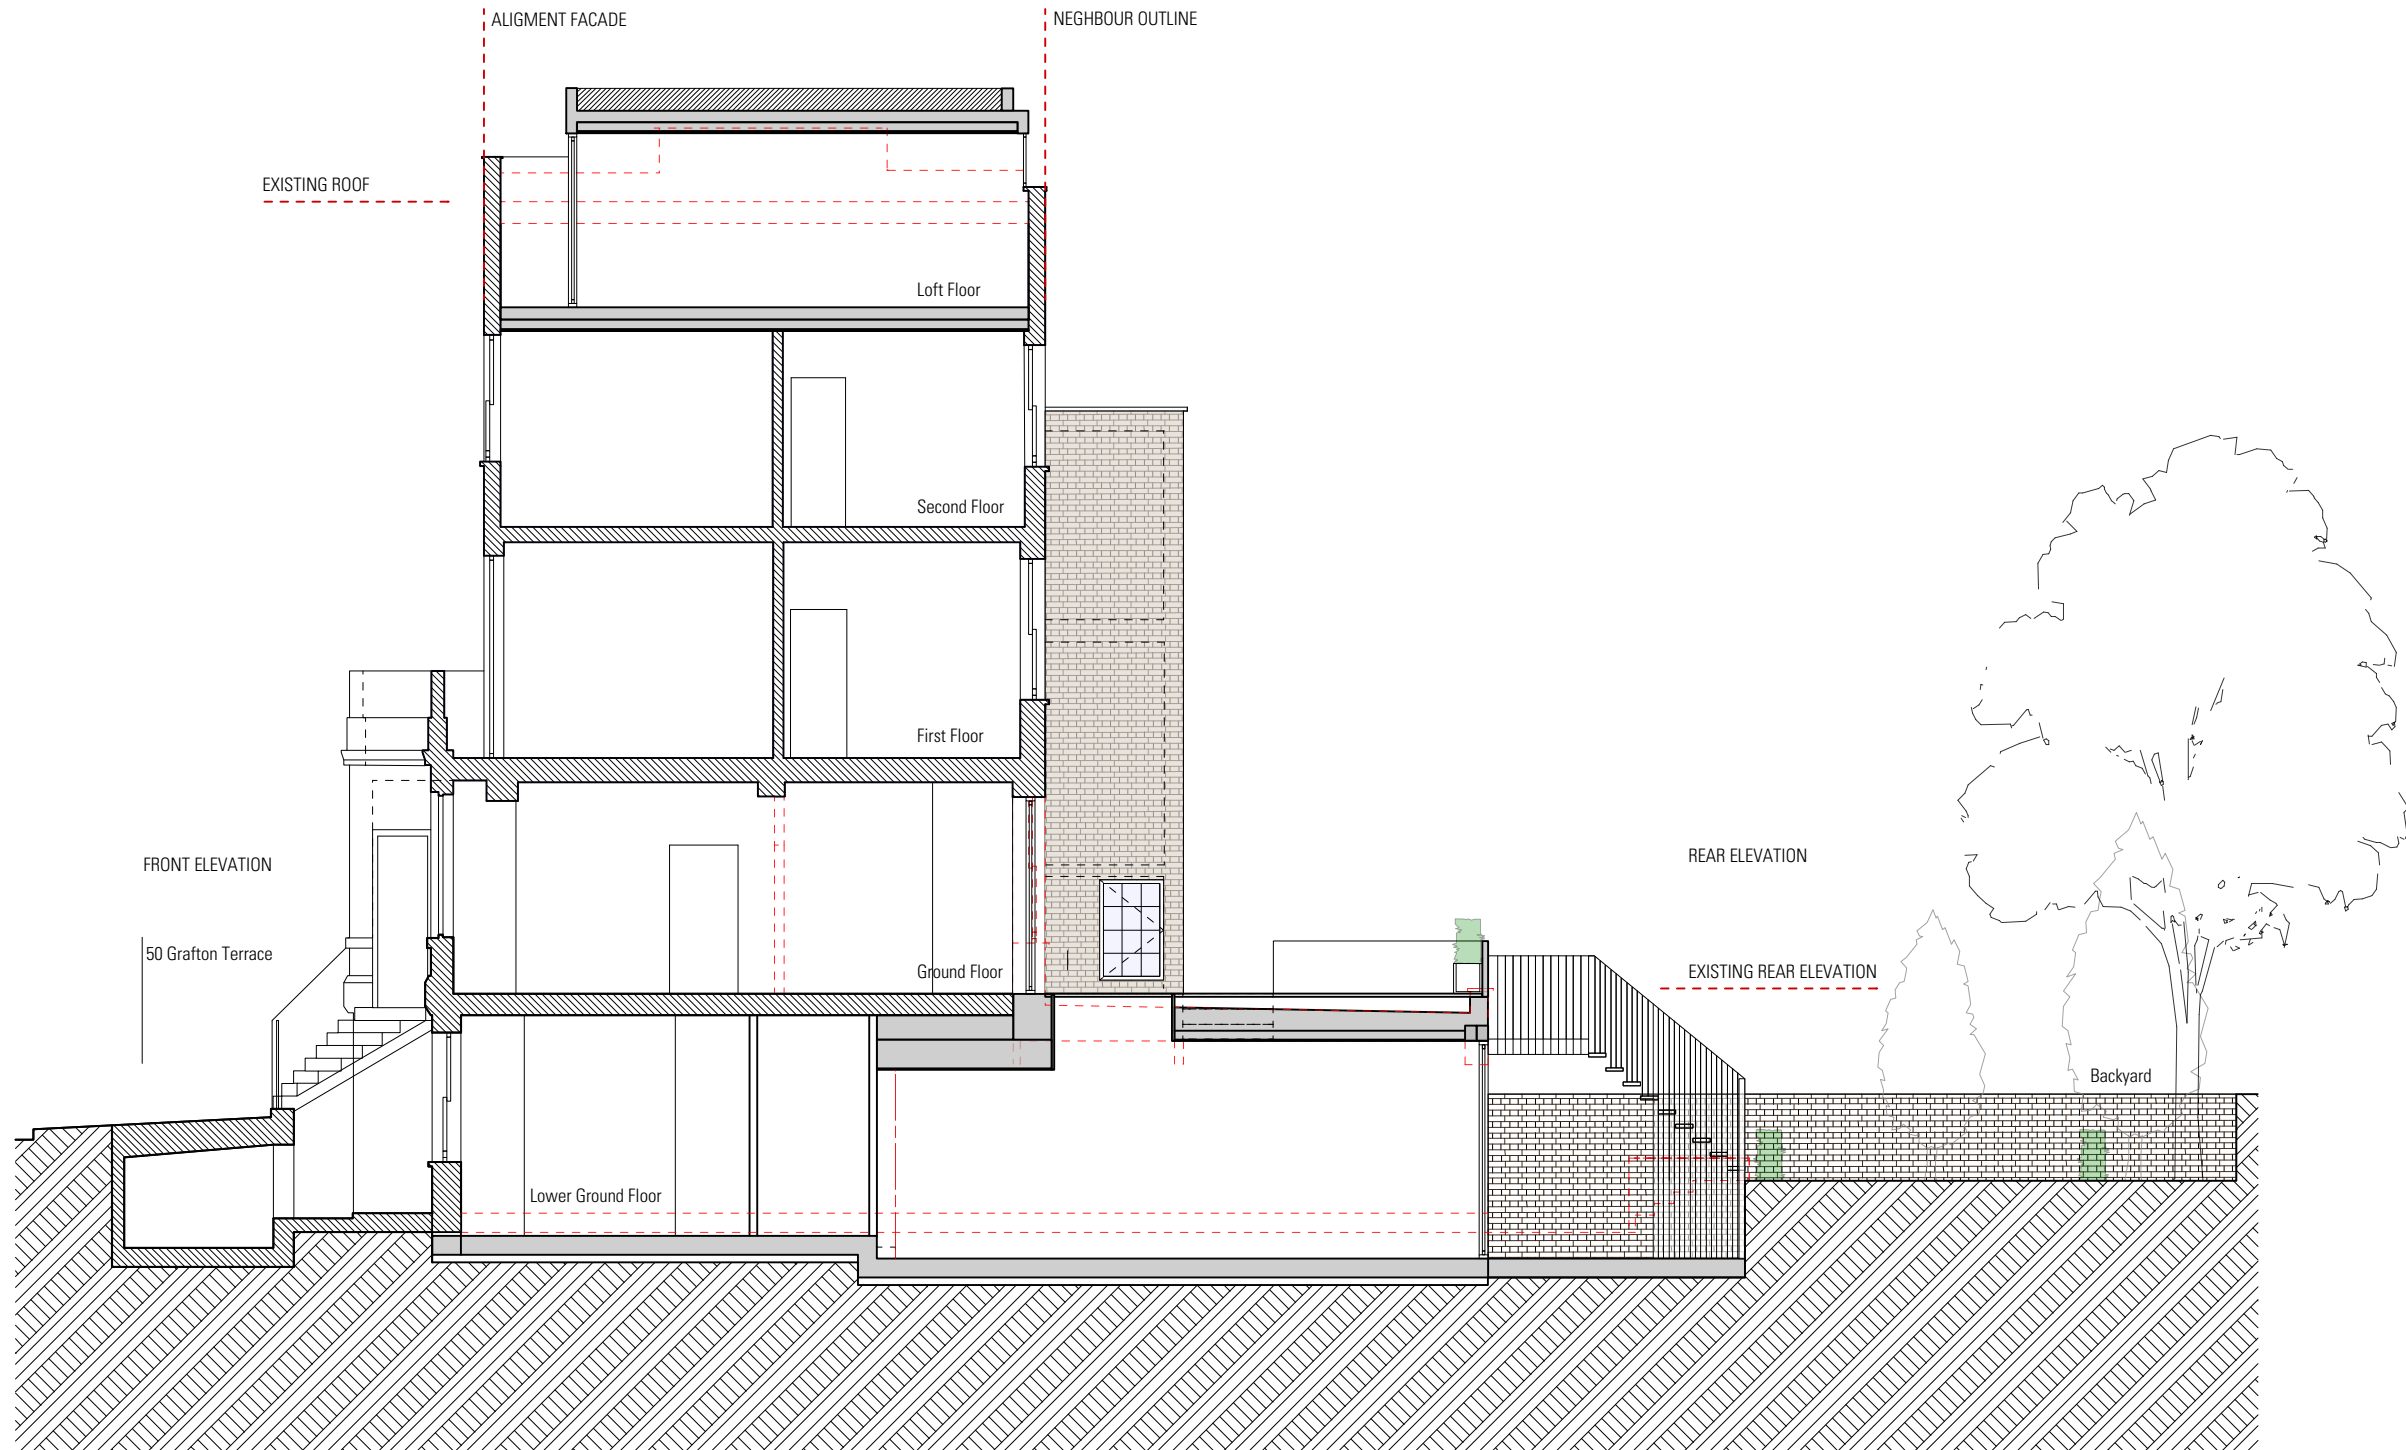 ALIGMENT FACADE
NEGHBOUR OUTLINE
EXISTING ROOF
Loft Floor
Second Floor
First Floor
FRONT ELEVATION
REAR ELEVATION
50 Grafton Terrace
Ground Floor
EXISTING REAR ELEVATION
Backyard
Lower Ground Floor